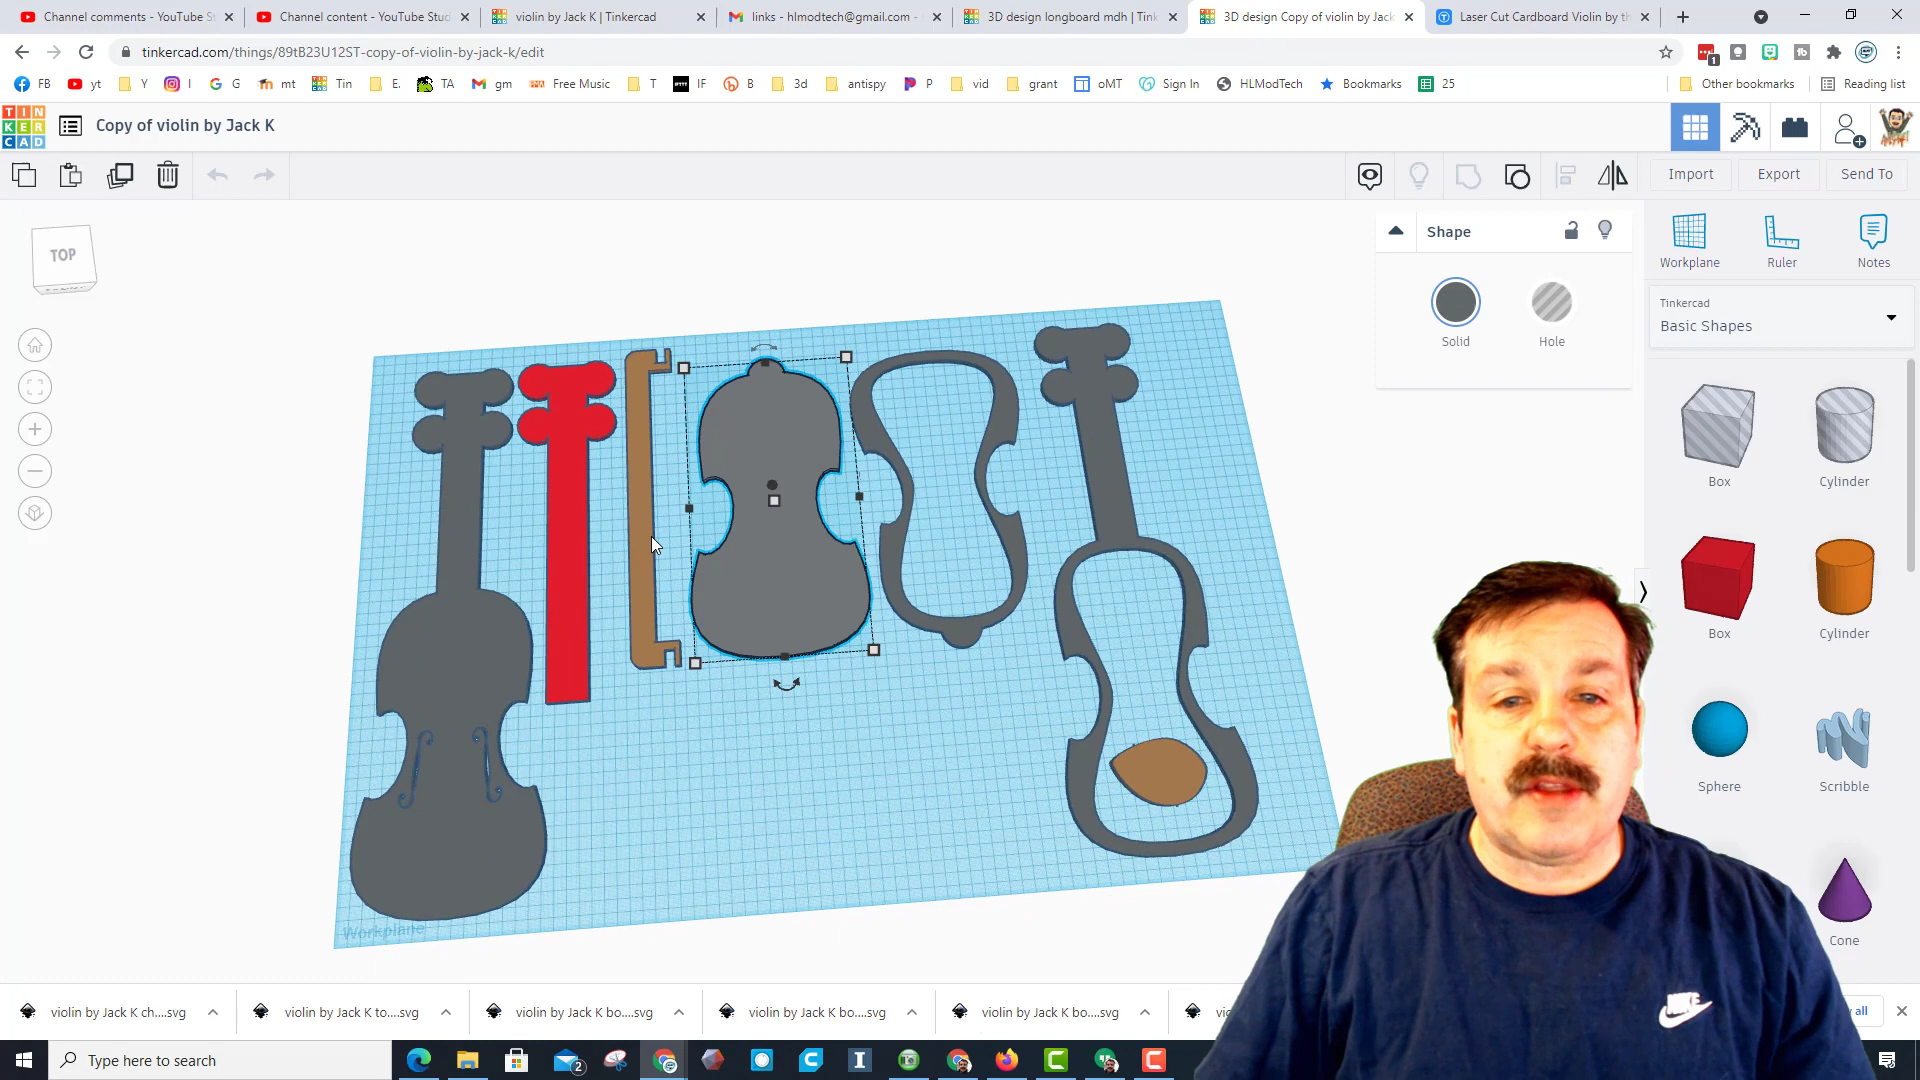 Channel comments - YouTube St
Channel content - YouTube Stud
violin by Jack K | Tinkercad
links - hlmodtech@gmail.com -
3D design longboard mdh | Tink
3D design Copy of violin by Jack
Laser Cut Cardboard Violin by th
tinkercad.com/things/89tB23U12ST-copy-of-violin-by-jack-k/edit
1
FB
yt
Y
I
G
mt
Tin
E.
TA
gm
Free Music
T
IF
B
3d
antispy
P
vid
grant
oMT
Sign In
HLModTech
Bookmarks
25
Other bookmarks
Reading list
TIN
KER
CAD
Copy of violin by Jack K
Import
Export
Send To
TOP
Shape
Solid
Hole
Workplane
Ruler
Notes
Tinkercad
Basic Shapes
Box
Cylinder
Box
Cylinder
Sphere
Scribble
Cone
Workplane
violin by Jack K ch....svg
violin by Jack K to....svg
violin by Jack K bo....svg
violin by Jack K bo....svg
violin by Jack K bo....svg
all
NIKE
Type here to search
2